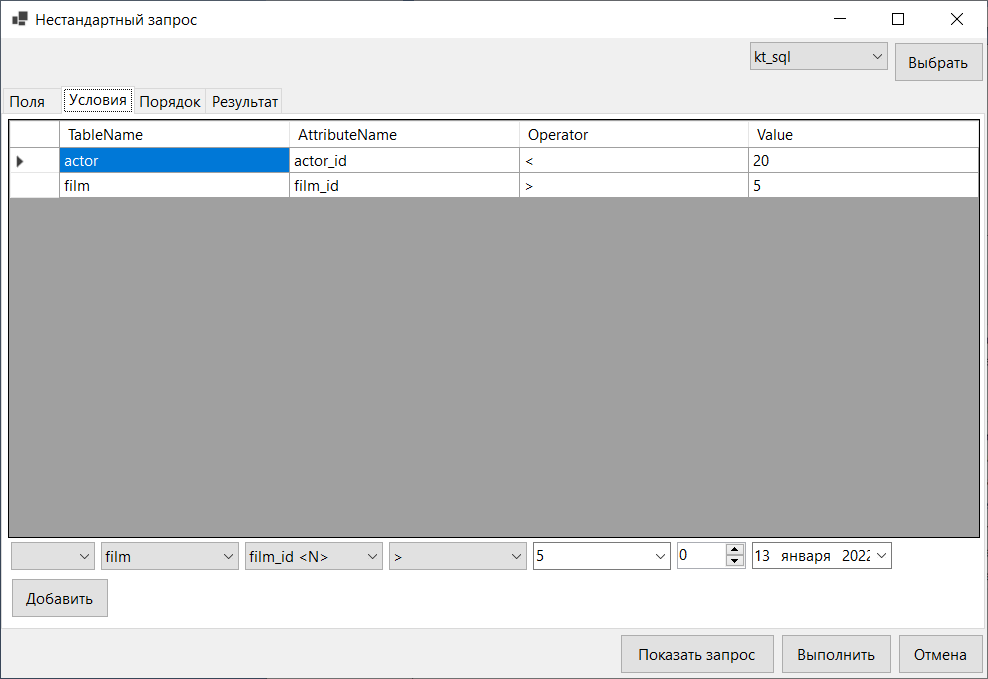 Нестандартный запрос
kt_sql Выбрать
Поля Условия Порядок Результат
TableName AttributeName Operator Value
actor actor_id < 20
film film_id > 5
film film_id <N> > 5 0 13 января 2022
Добавить
Показать запрос Выполнить Отмена